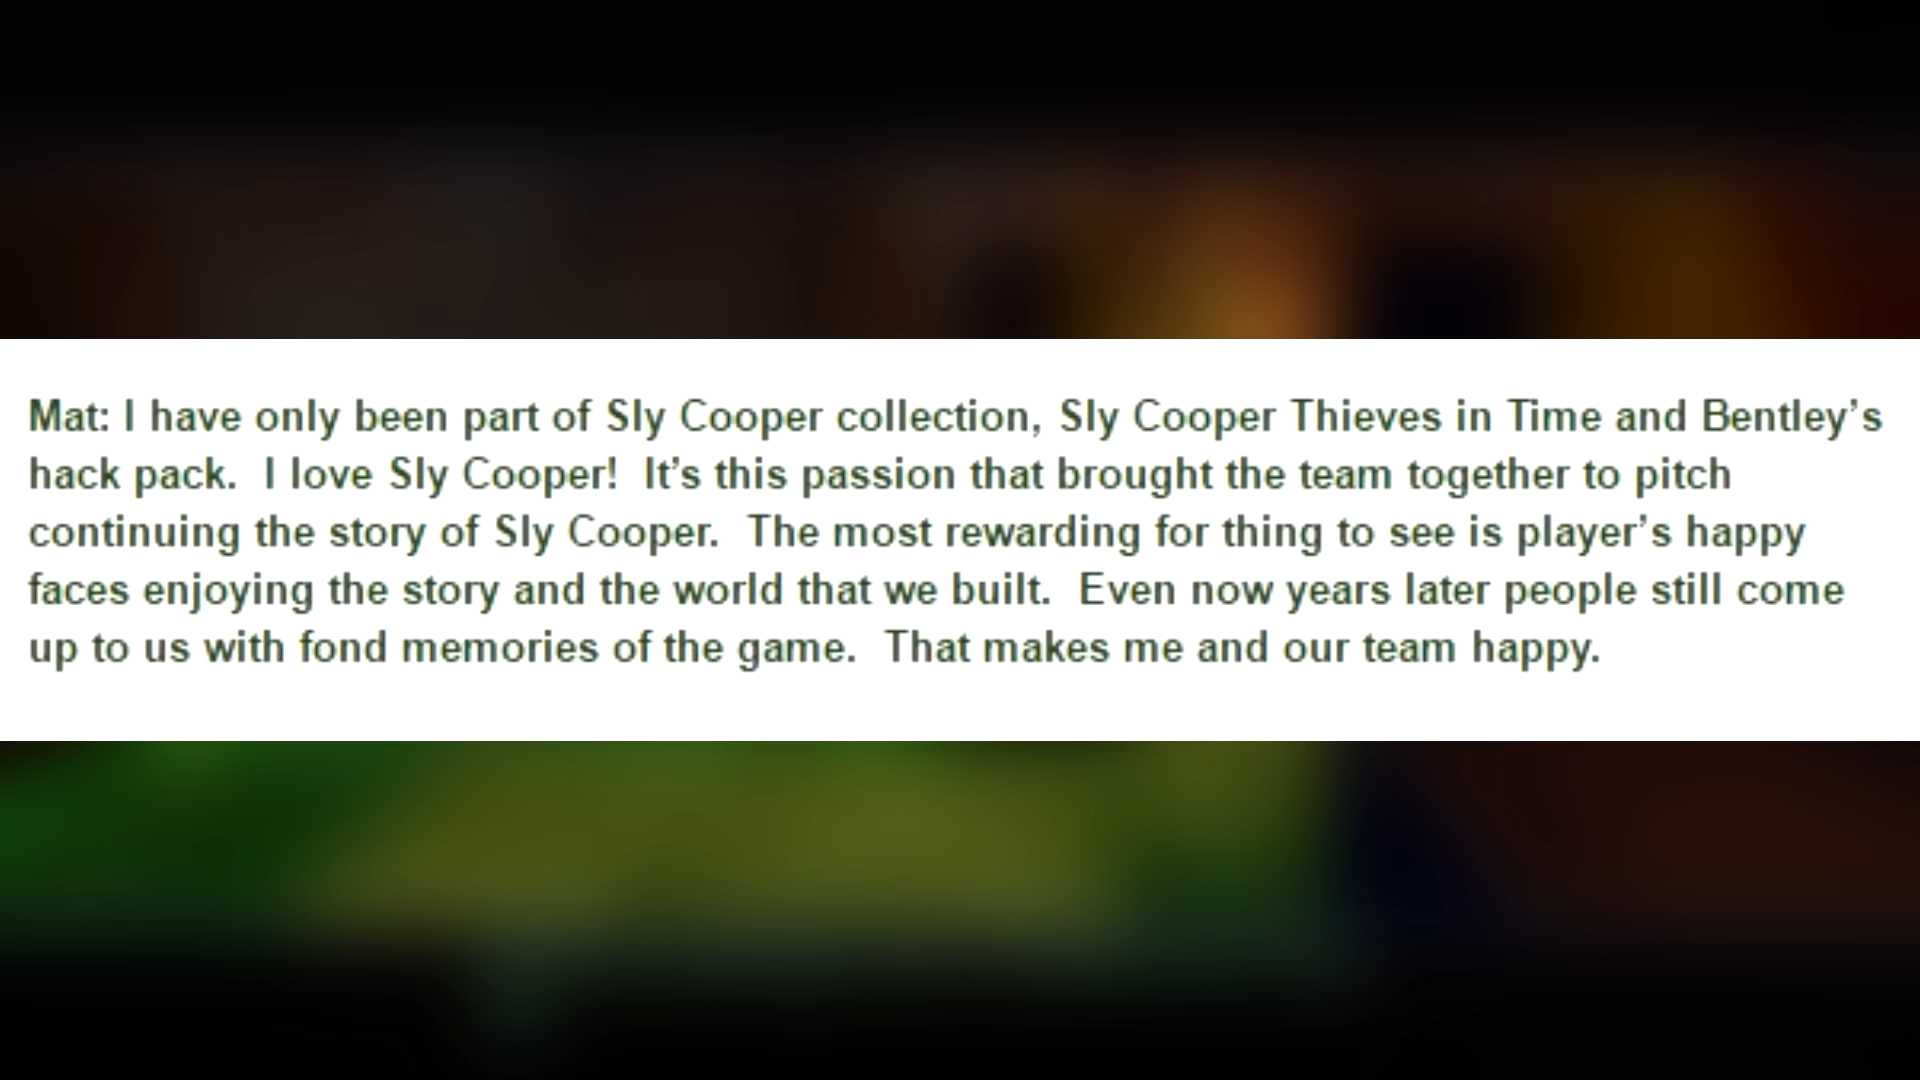 Mat: I have only been part of Sly Cooper collection, Sly Cooper Thieves in Time and Bentley’s
hack pack.  I love Sly Cooper!  It’s this passion that brought the team together to pitch
continuing the story of Sly Cooper.  The most rewarding for thing to see is player’s happy
faces enjoying the story and the world that we built.  Even now years later people still come
up to us with fond memories of the game.  That makes me and our team happy.